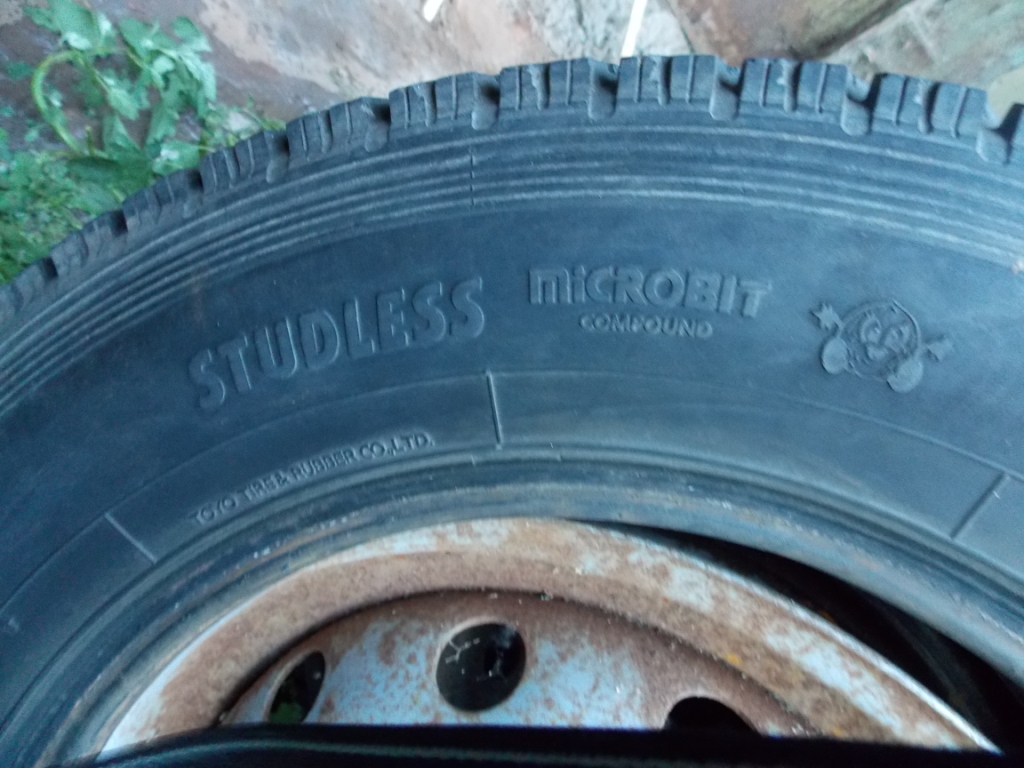 STUDLESS
miCROBIT
COMPOUND
TOYO TIRE & RUBBER CO., LTD.